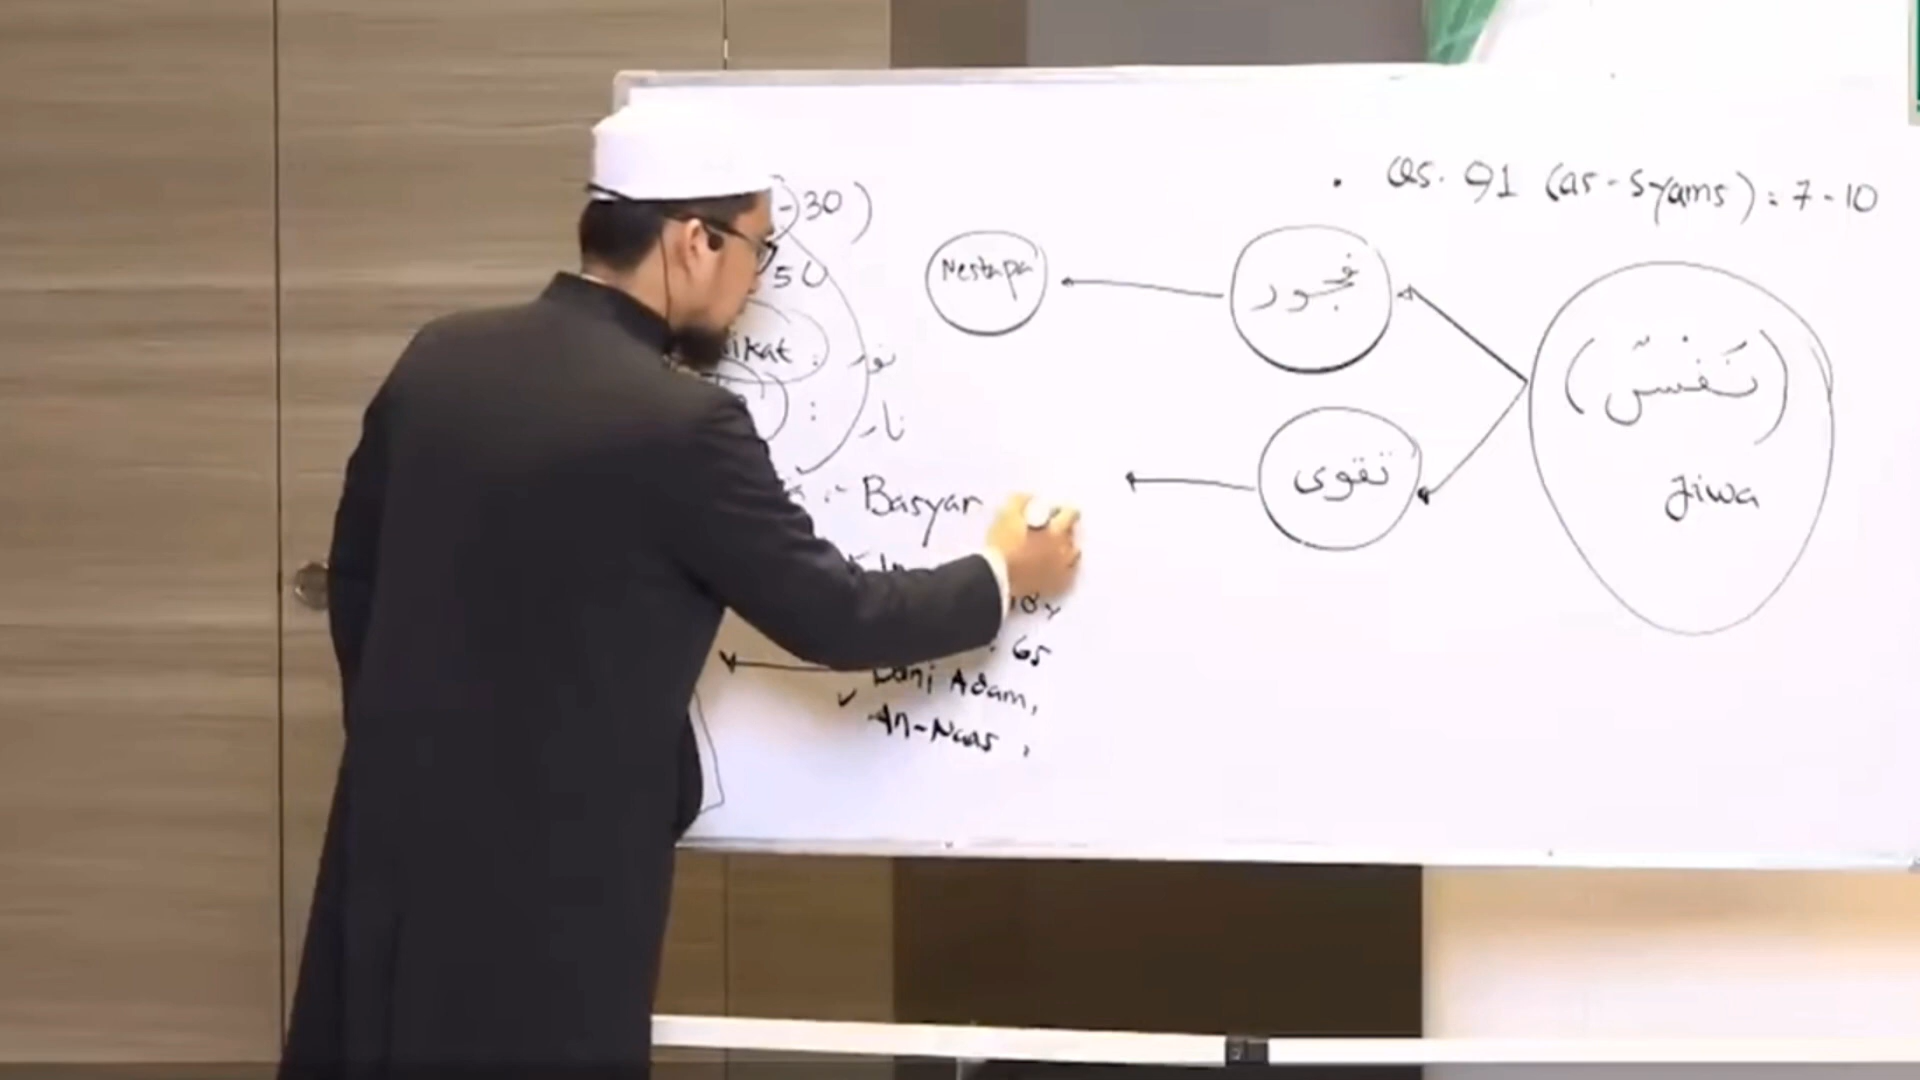 -30)
50
ikat :
نور
نار
:
Basyar
: 65
Bani Adam,
✓ An-Naas,
• Qs. 91 (as-Syams) : 7-10
Nestapa
فجور
تقوى
(نَفْسٌ)
Jiwa